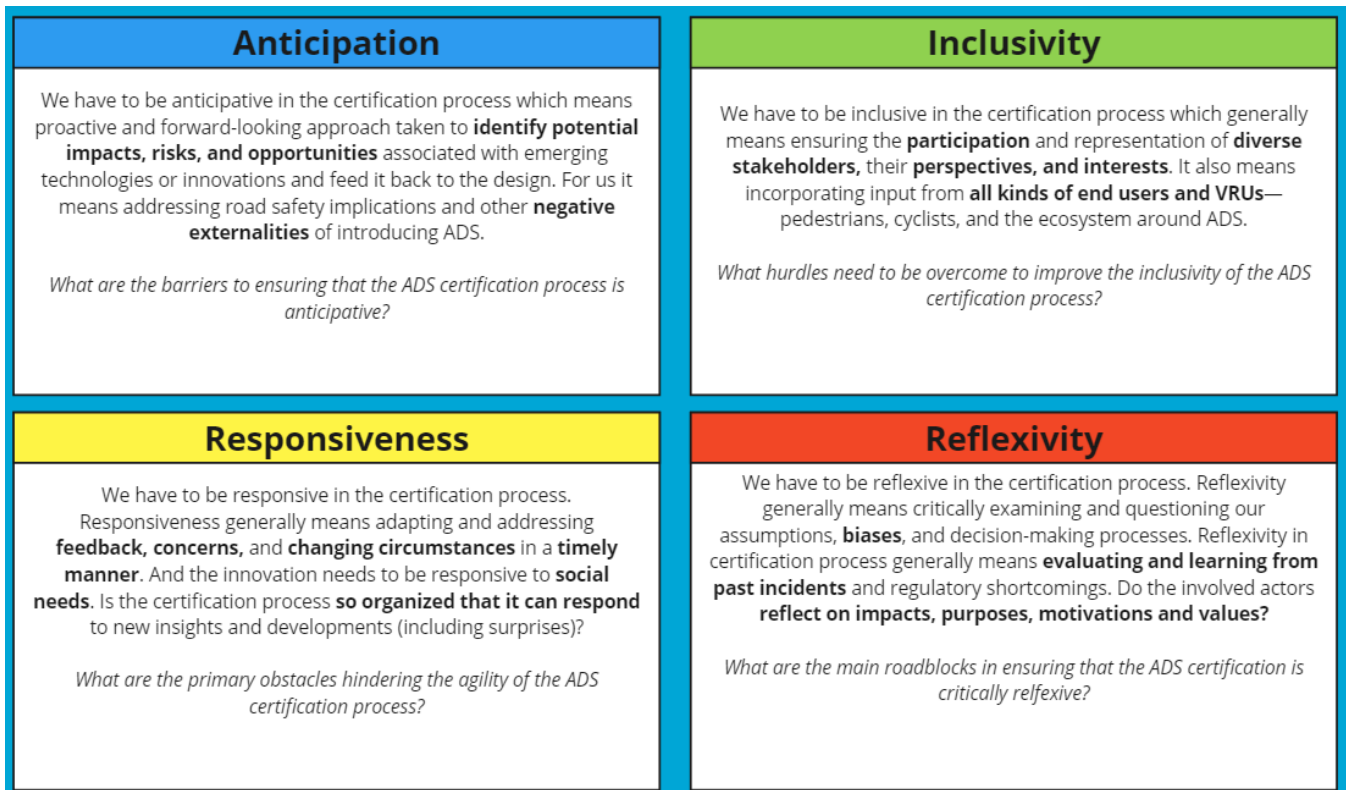 Anticipation
We have to be anticipative in the certification process which means
proactive and forward-looking approach taken to identify potential
impacts, risks, and opportunities associated with emerging
technologies or innovations and feed it back to the design. For us it
means addressing road safety implications and other negative
externalities of introducing ADS.
What are the barriers to ensuring that the ADS certification process is
anticipative?
Inclusivity
We have to be inclusive in the certification process which generally
means ensuring the participation and representation of diverse
stakeholders, their perspectives, and interests. It also means
incorporating input from all kinds of end users and VRUs—
pedestrians, cyclists, and the ecosystem around ADS.
What hurdles need to be overcome to improve the inclusivity of the ADS
certification process?
Responsiveness
We have to be responsive in the certification process.
Responsiveness generally means adapting and addressing
feedback, concerns, and changing circumstances in a timely
manner. And the innovation needs to be responsive to social
needs. Is the certification process so organized that it can respond
to new insights and developments (including surprises)?
What are the primary obstacles hindering the agility of the ADS
certification process?
Reflexivity
We have to be reflexive in the certification process. Reflexivity
generally means critically examining and questioning our
assumptions, biases, and decision-making processes. Reflexivity in
certification process generally means evaluating and learning from
past incidents and regulatory shortcomings. Do the involved actors
reflect on impacts, purposes, motivations and values?
What are the main roadblocks in ensuring that the ADS certification is
critically relfexive?